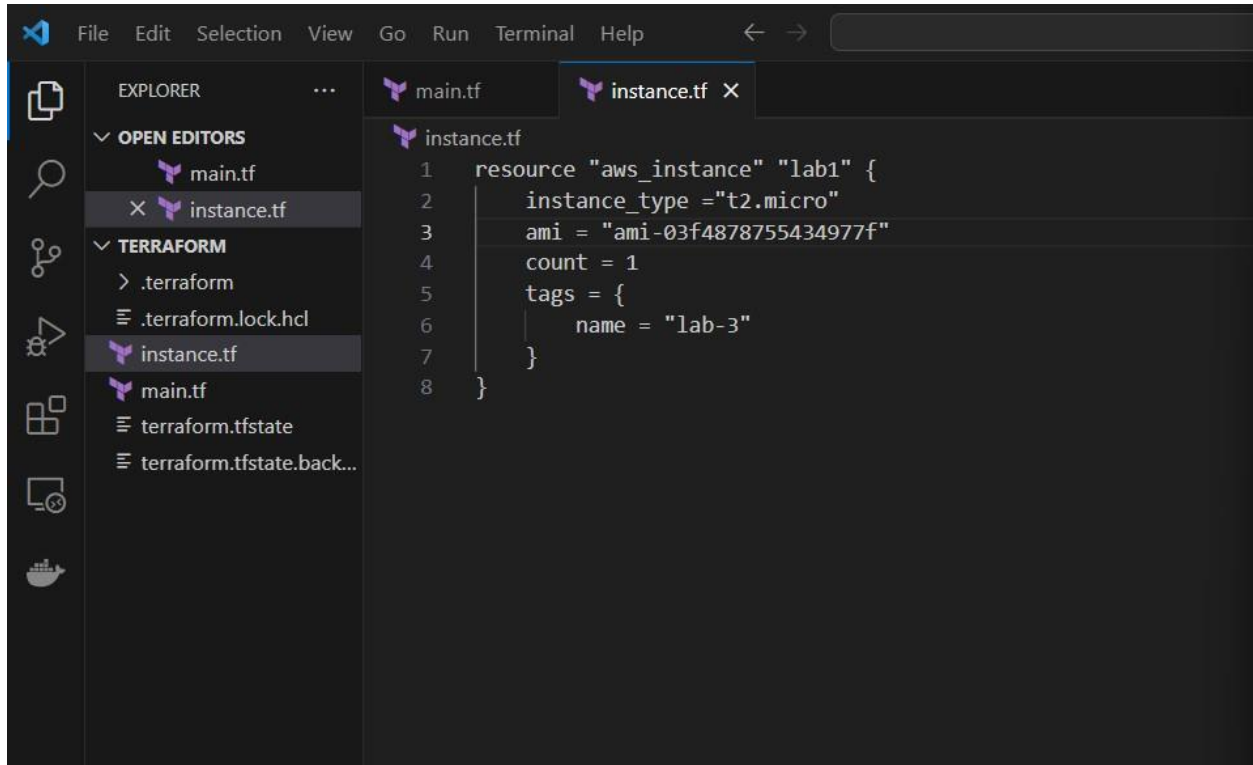 File Edit Selection View Go Run Terminal Help
EXPLORER
OPEN EDITORS
main.tf
instance.tf
TERRAFORM
.terraform
.terraform.lock.hcl
instance.tf
main.tf
terraform.tfstate
terraform.tfstate.back...
main.tf
instance.tf
instance.tf
1 resource "aws_instance" "lab1" {
2 instance_type ="t2.micro"
3 ami = "ami-03f4878755434977f"
4 count = 1
5 tags = {
6 name = "lab-3"
7 }
8 }